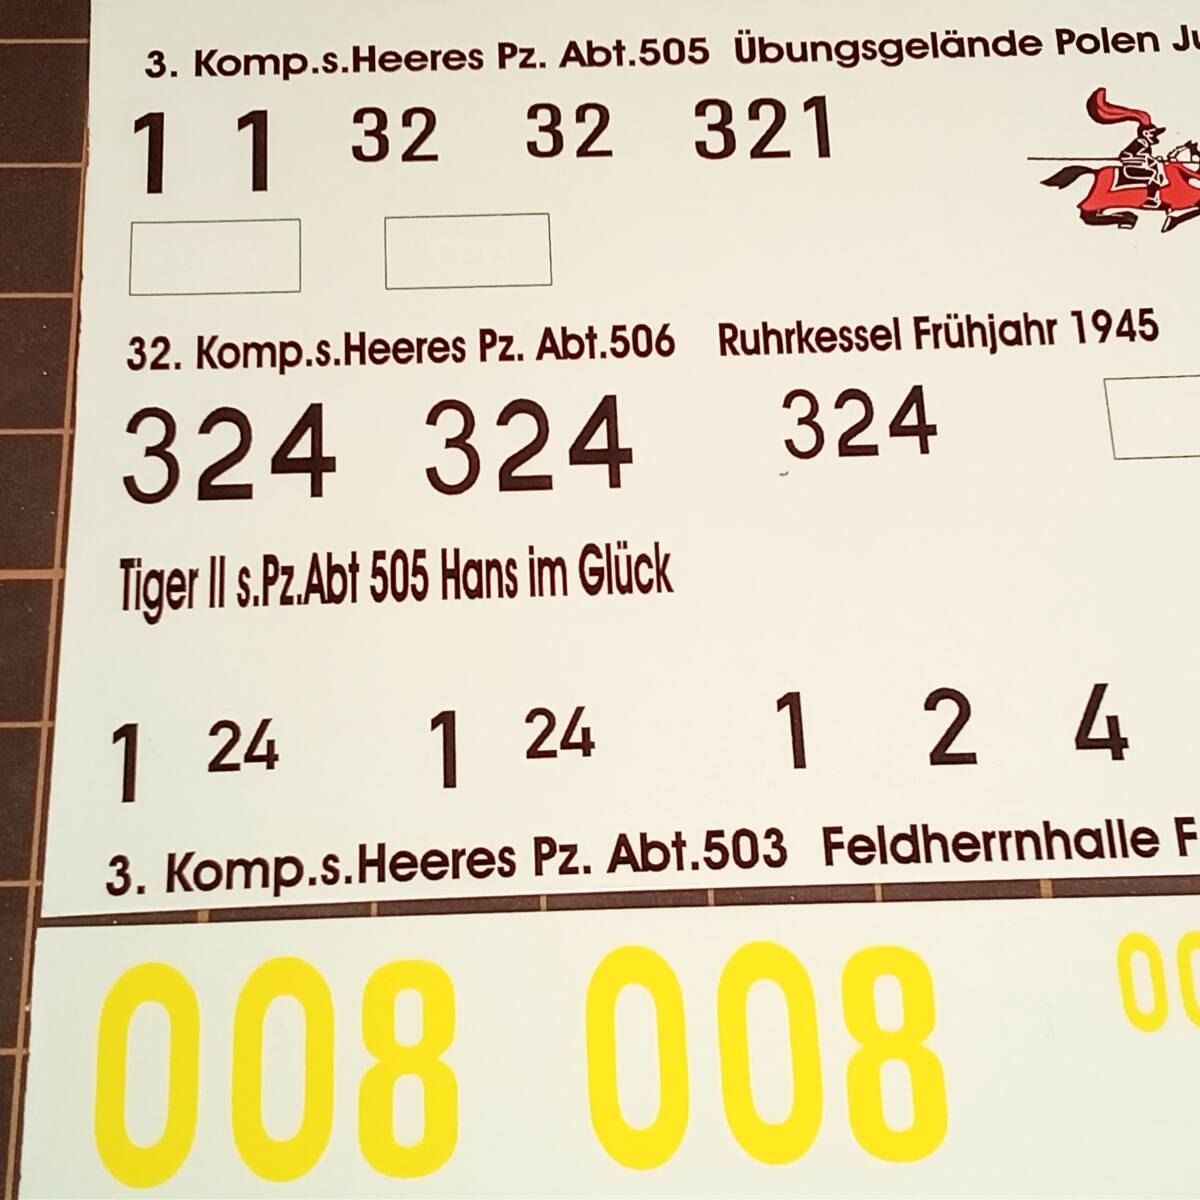 3. Komp.s.Heeres Pz. Abt.505 Übungsgelände Polen
1 1 32 32 321
32. Komp.s.Heeres Pz. Abt.506 Ruhrkessel Frühjahr 1945
324 324 324
Tiger II s.Pz.Abt 505 Hans im Glück
1 24 1 24 1 2 4
3. Komp.s.Heeres Pz. Abt.503 Feldherrnhalle
008 008